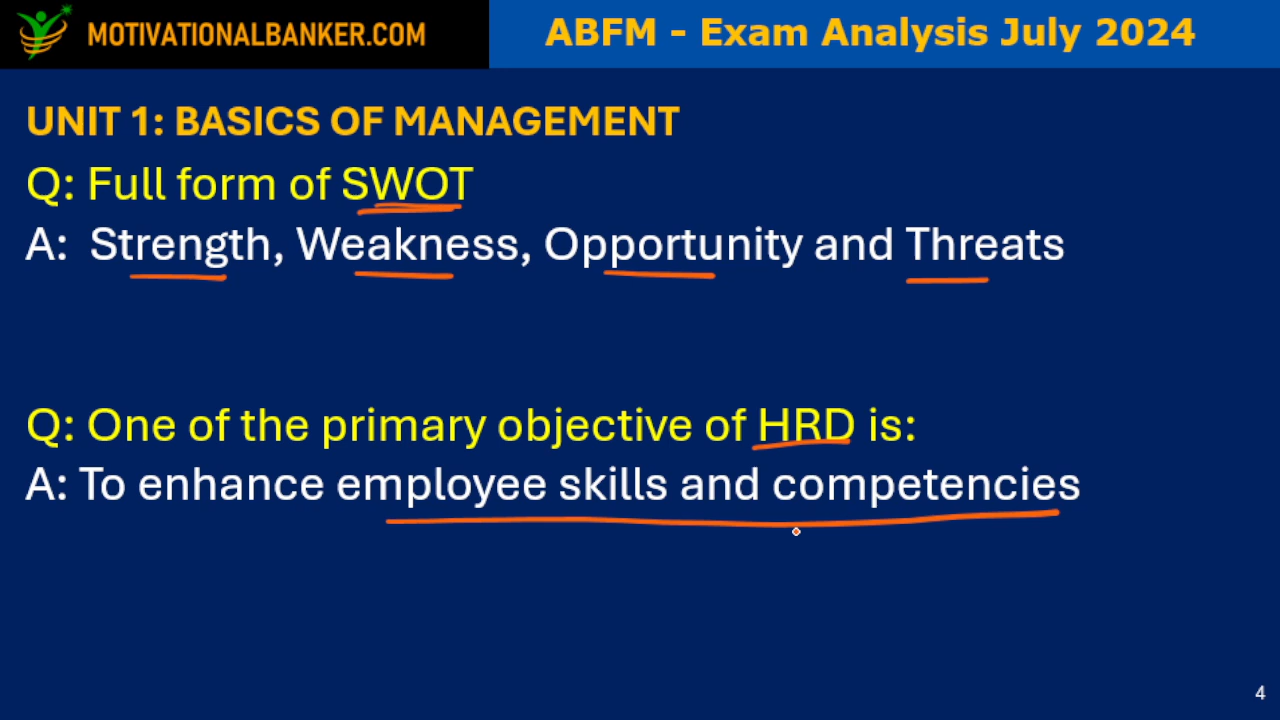 MOTIVATIONALBANKER.COM
ABFM - Exam Analysis July 2024
UNIT 1: BASICS OF MANAGEMENT
Q: Full form of SWOT
A: Strength, Weakness, Opportunity and Threats
Q: One of the primary objective of HRD is:
A: To enhance employee skills and competencies
4